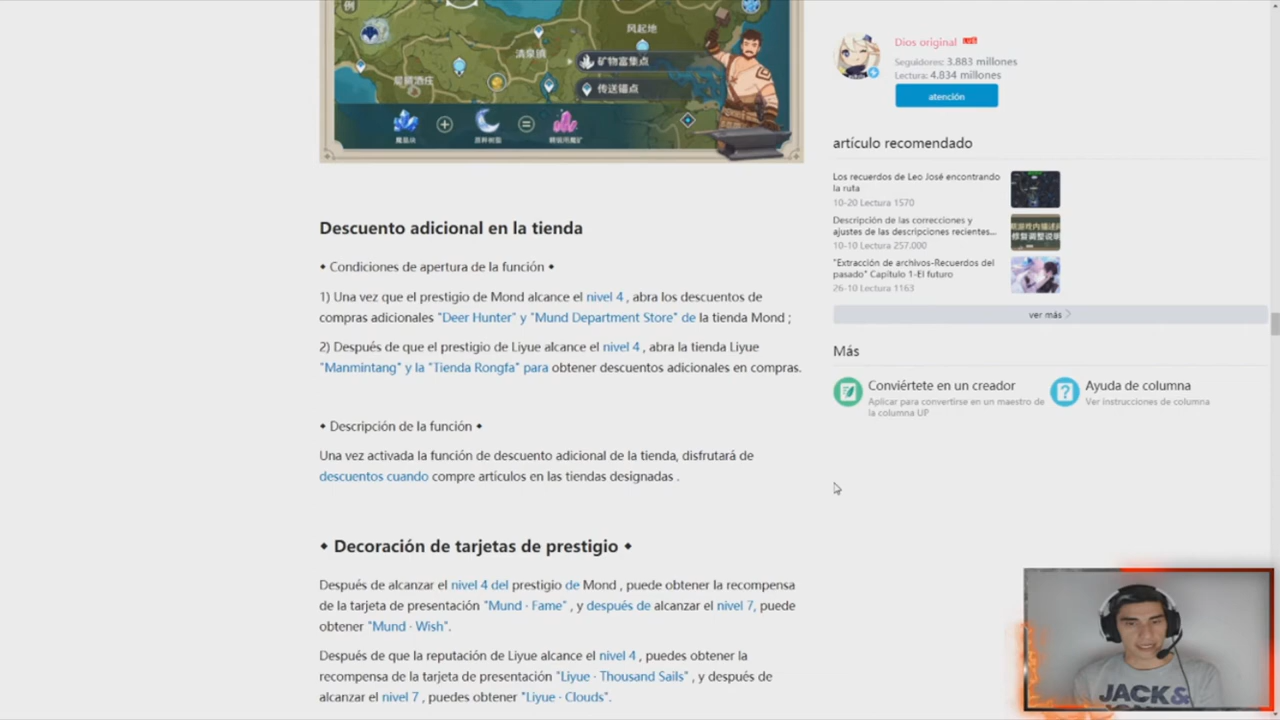 例
风起地
清泉镇
矿物富集点
传送锚点
Descuento adicional en la tienda
◆ Condiciones de apertura de la función ◆
1) Una vez que el prestigio de Mond alcance el nivel 4 , abra los descuentos de
compras adicionales "Deer Hunter" y "Mund Department Store" de la tienda Mond ;
2) Después de que el prestigio de Liyue alcance el nivel 4 , abra la tienda Liyue
"Manmintang" y la "Tienda Rongfa" para obtener descuentos adicionales en compras.
◆ Descripción de la función ◆
Una vez activada la función de descuento adicional de la tienda, disfrutará de
descuentos cuando compre artículos en las tiendas designadas .
◆ Decoración de tarjetas de prestigio ◆
Después de alcanzar el nivel 4 del prestigio de Mond , puede obtener la recompensa
de la tarjeta de presentación "Mund · Fame" , y después de alcanzar el nivel 7, puede
obtener "Mund · Wish".
Después de que la reputación de Liyue alcance el nivel 4 , puedes obtener la
recompensa de la tarjeta de presentación "Liyue · Thousand Sails" , y después de
alcanzar el nivel 7 , puedes obtener "Liyue · Clouds".
Dios original
Seguidores: 3.883 millones
Lectura: 4.834 millones
atención
artículo recomendado
Los recuerdos de Leo José encontrando
la ruta
10-20 Lectura 1570
Descripción de las correcciones y
ajustes de las descripciones recientes...
10-10 Lectura 257.000
"Extracción de archivos-Recuerdos del
pasado" Capítulo 1-El futuro
26-10 Lectura 1163
ver más
Más
Conviértete en un creador
Aplicar para convertirse en un maestro de
la columna UP
Ayuda de columna
Ver instrucciones de columna
JACK&